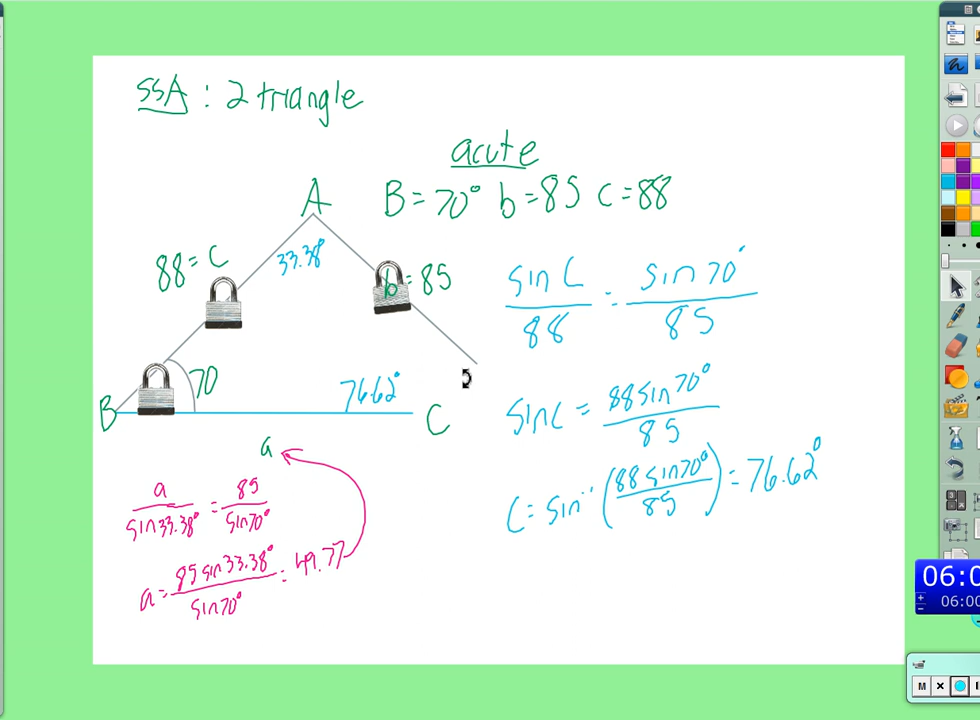 SSA : 2 triangle
acute
A
B = 70° b = 85 c = 88
88 = c
33.38°
b = 85
sin C / 88 = sin 70° / 85
70
76.62°
B
C
a
sin C = 88 sin 70° / 85
C = sin⁻¹ ( 88 sin 70° / 85 ) = 76.62°
a / sin 33.38° = 85 / sin 70°
a = 85 sin 33.38° / sin 70° = 49.77
06:0
06:00
M